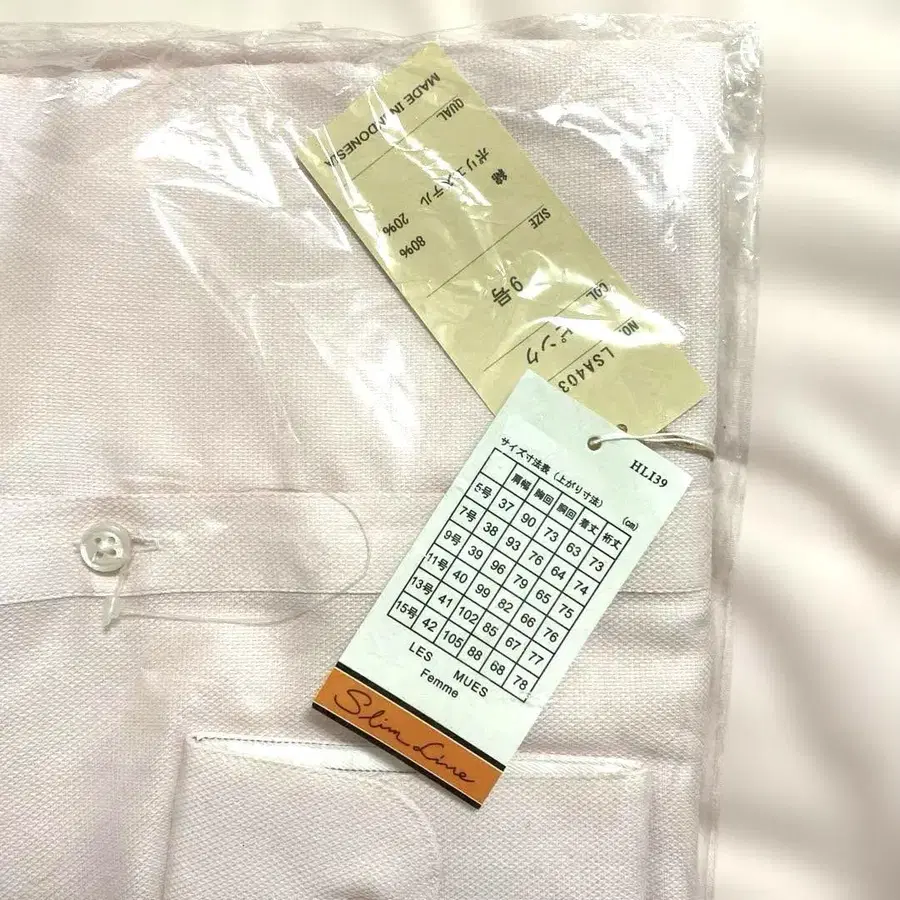 NO. LSA403
COL ピンク
SIZE 9号
QUAL
綿 80%
ポリエステル 20%
MADE IN INDONESIA
HLI39
サイズ寸法表 (上がり寸法) (cm)
肩幅 胸回 胴回 着丈 裄丈
5号 37 90 73 63 73
7号 38 93 76 64 74
9号 39 96 79 65 75
11号 40 99 82 66 76
13号 41 102 85 67 77
15号 42 105 88 68 78
LES MUES
Femme
Slim Line